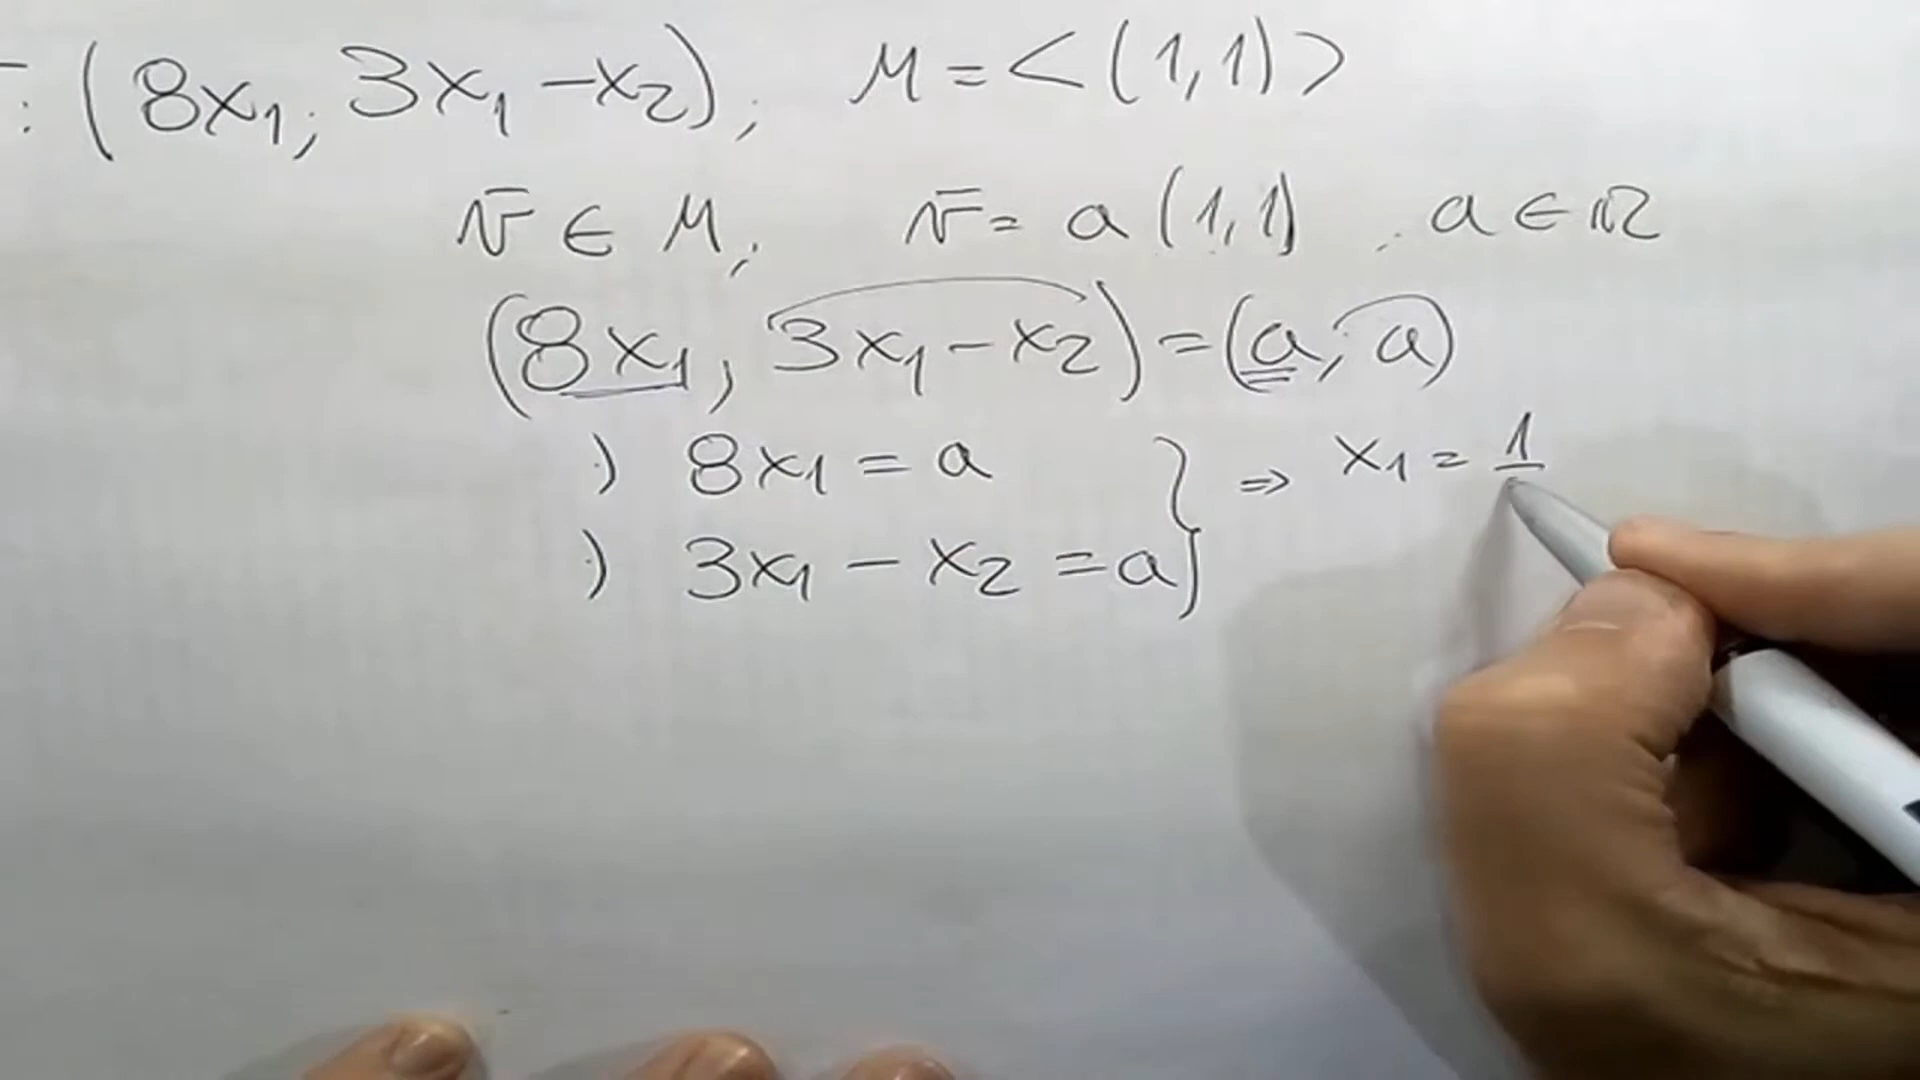 : (8x₁, 3x₁-x₂), M = <(1,1)>
v̄ ∈ M, v̄ = a(1,1), a ∈ ℝ
(8x₁, 3x₁-x₂) = (a, a)
·) 8x₁ = a } ⇒ x₁ = 1/
·) 3x₁ - x₂ = a